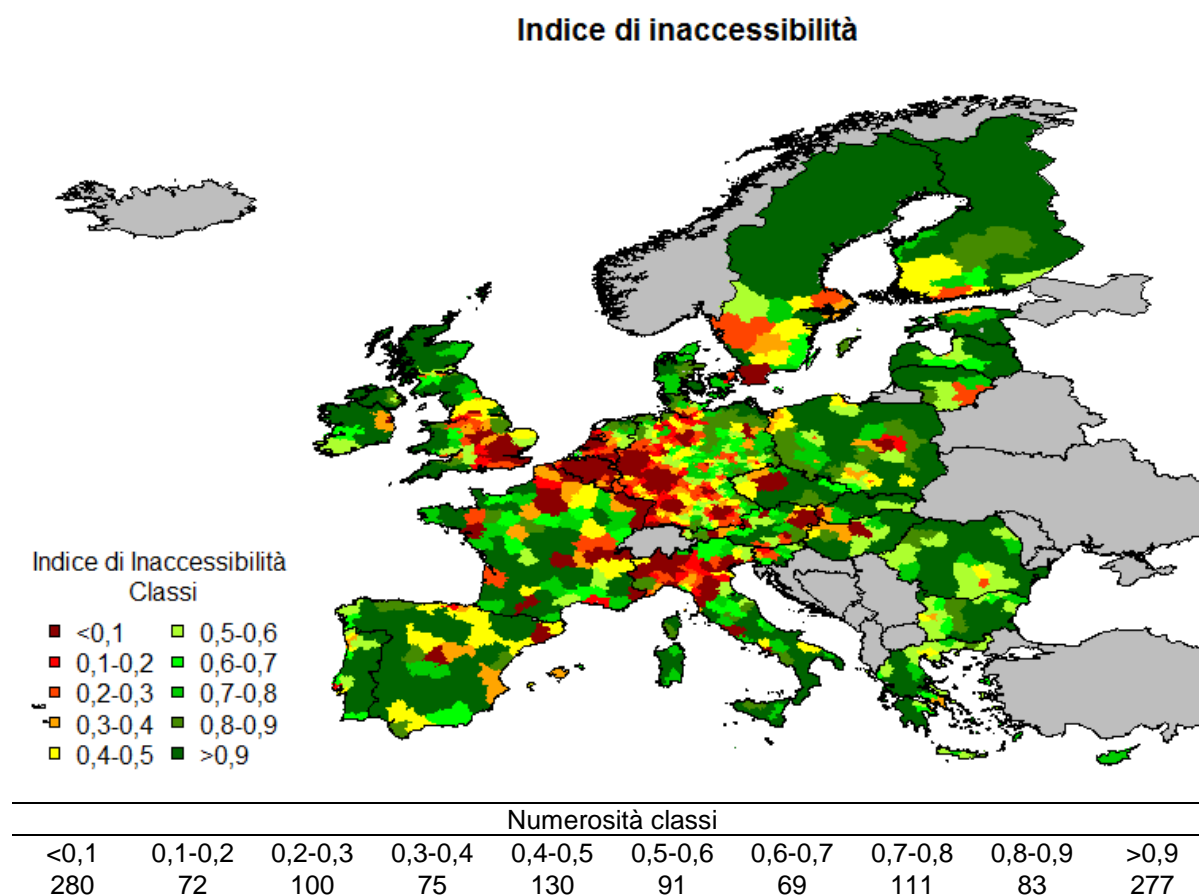 Indice di inaccessibilità
Indice di Inaccessibilità
Classi
<0,1 0,5-0,6
0,1-0,2 0,6-0,7
0,2-0,3 0,7-0,8
0,3-0,4 0,8-0,9
0,4-0,5 >0,9
Numerosità classi
<0,1 0,1-0,2 0,2-0,3 0,3-0,4 0,4-0,5 0,5-0,6 0,6-0,7 0,7-0,8 0,8-0,9 >0,9
280 72 100 75 130 91 69 111 83 277